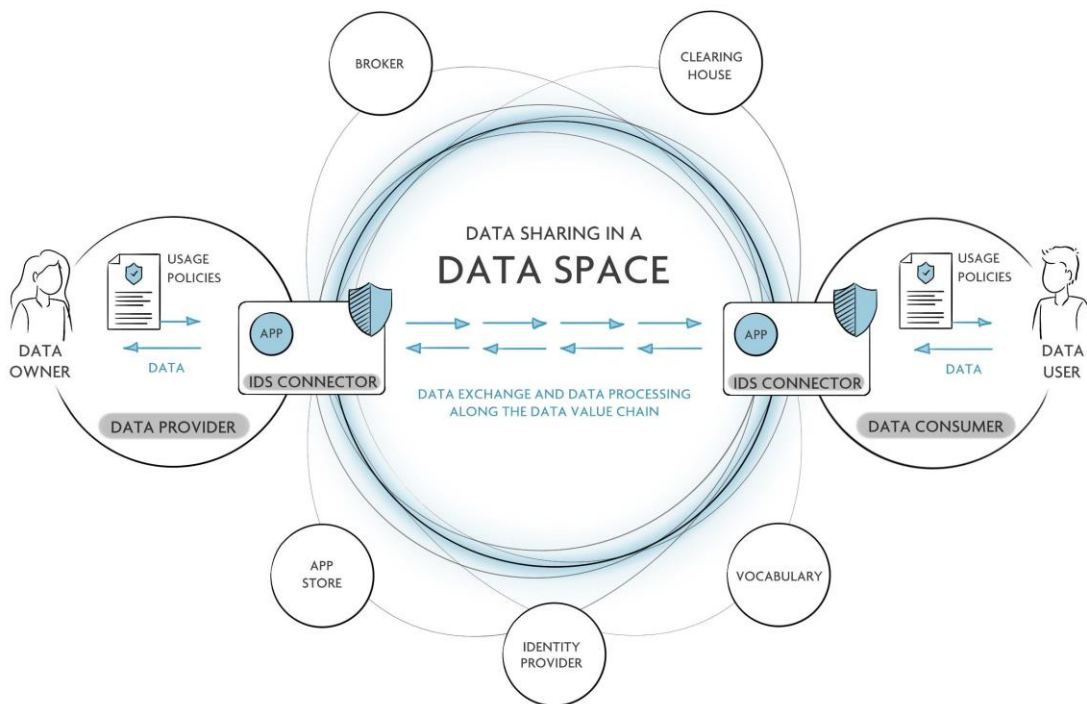 BROKER
CLEARING
HOUSE
DATA SHARING IN A
DATA SPACE
USAGE
POLICIES
APP
DATA
IDS CONNECTOR
DATA
OWNER
DATA PROVIDER
DATA EXCHANGE AND DATA PROCESSING
ALONG THE DATA VALUE CHAIN
USAGE
POLICIES
APP
DATA
IDS CONNECTOR
DATA
USER
DATA CONSUMER
APP
STORE
VOCABULARY
IDENTITY
PROVIDER